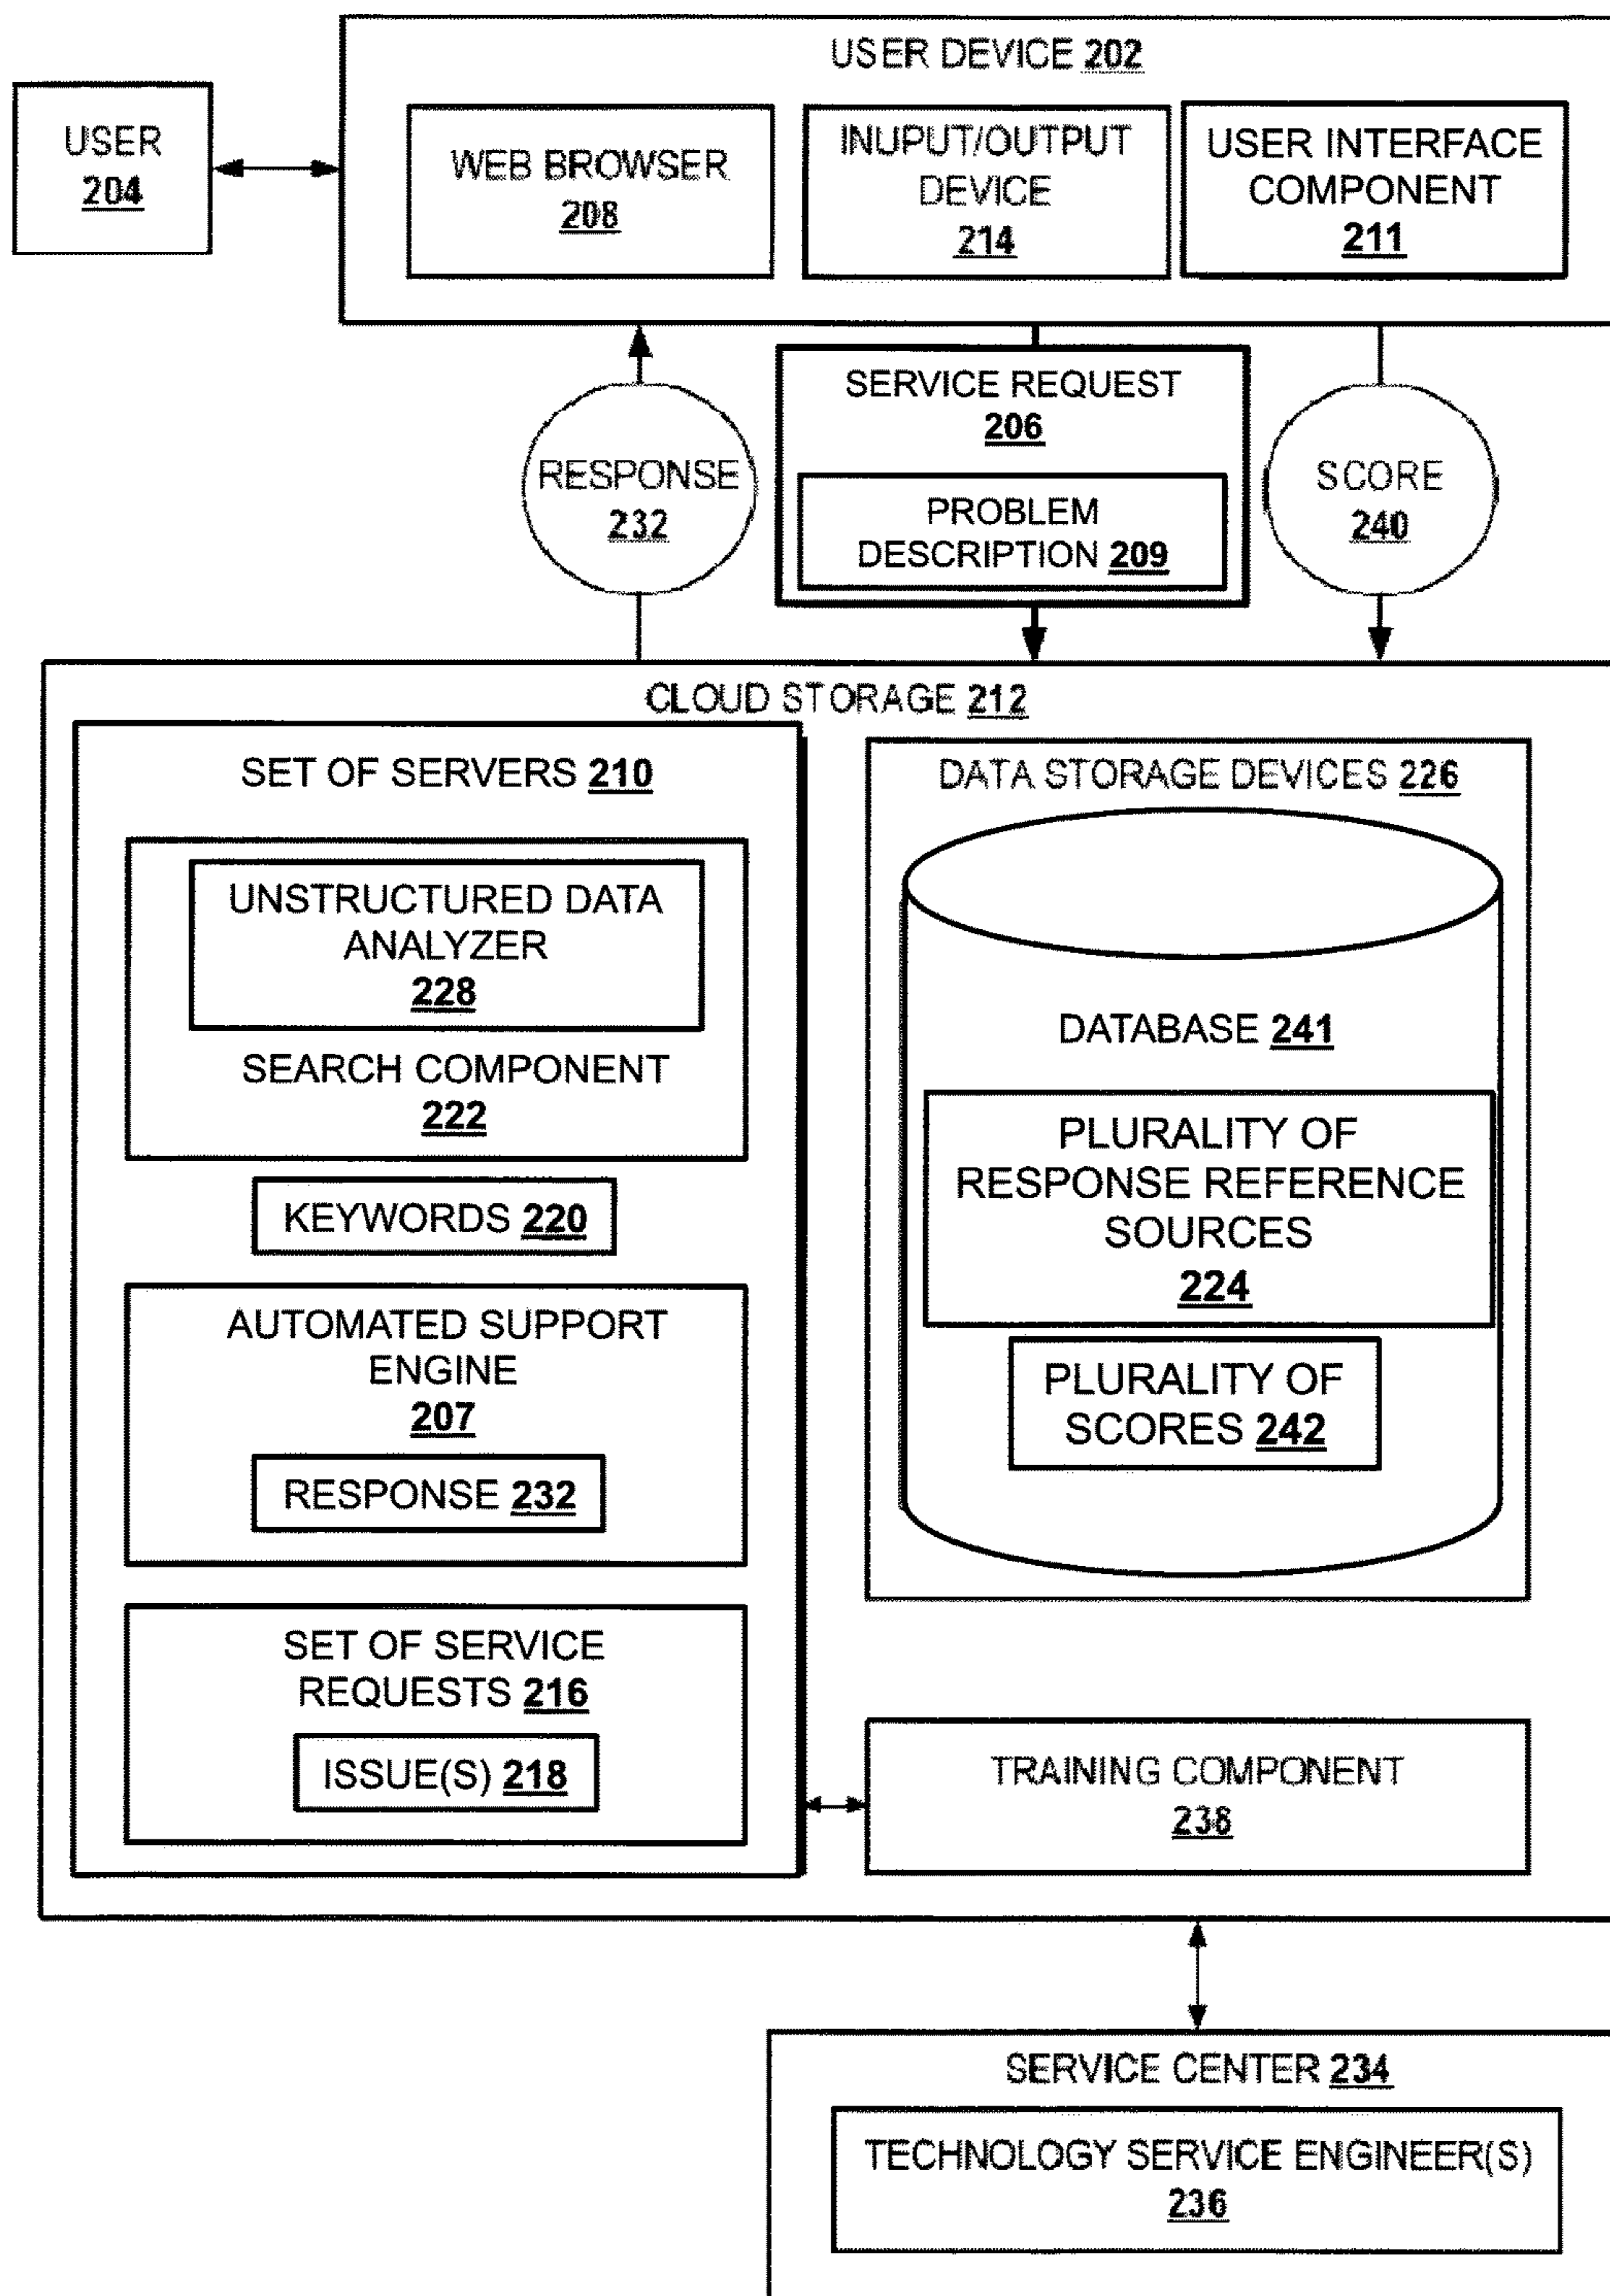 USER DEVICE 202
USER
204
WEB BROWSER
208
INUPUT/OUTPUT
DEVICE
214
USER INTERFACE
COMPONENT
211
RESPONSE
232
SERVICE REQUEST
206
PROBLEM
DESCRIPTION 209
SCORE
240
CLOUD STORAGE 212
SET OF SERVERS 210
UNSTRUCTURED DATA
ANALYZER
228
SEARCH COMPONENT
222
KEYWORDS 220
AUTOMATED SUPPORT
ENGINE
207
RESPONSE 232
SET OF SERVICE
REQUESTS 216
ISSUE(S) 218
DATA STORAGE DEVICES 226
DATABASE 241
PLURALITY OF
RESPONSE REFERENCE
SOURCES
224
PLURALITY OF
SCORES 242
TRAINING COMPONENT
238
SERVICE CENTER 234
TECHNOLOGY SERVICE ENGINEER(S)
236